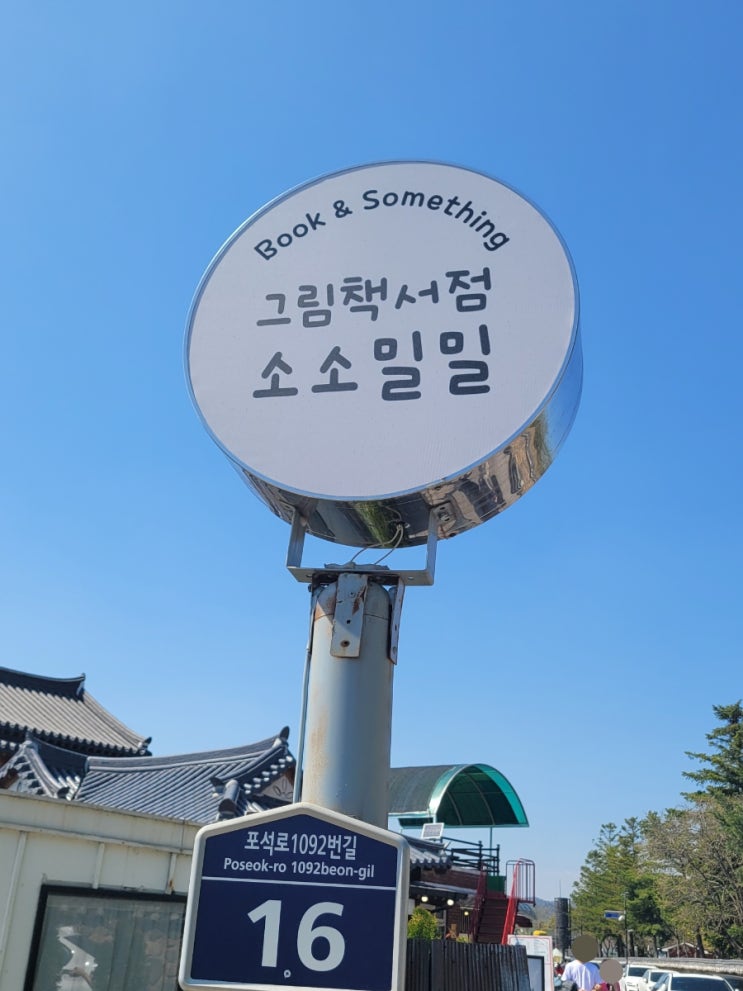 Book & Something
그림책서점
소소밀밀
포석로1092번길
Poseok-ro 1092beon-gil
16